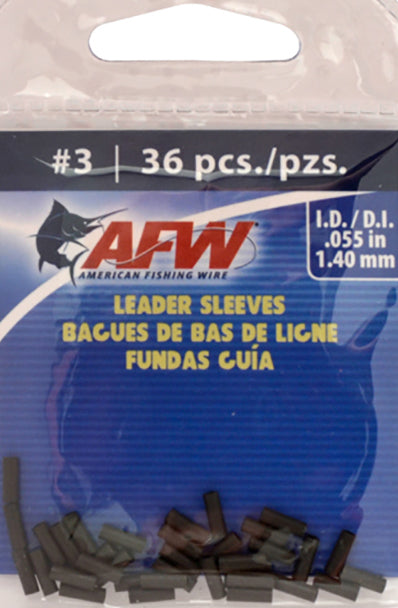 #3 | 36 pcs./pzs.
I.D./D.I.
.055 in
1.40 mm
AFW
AMERICAN FISHING WIRE
LEADER SLEEVES
BAGUES DE BAS DE LIGNE
FUNDAS GUÍA